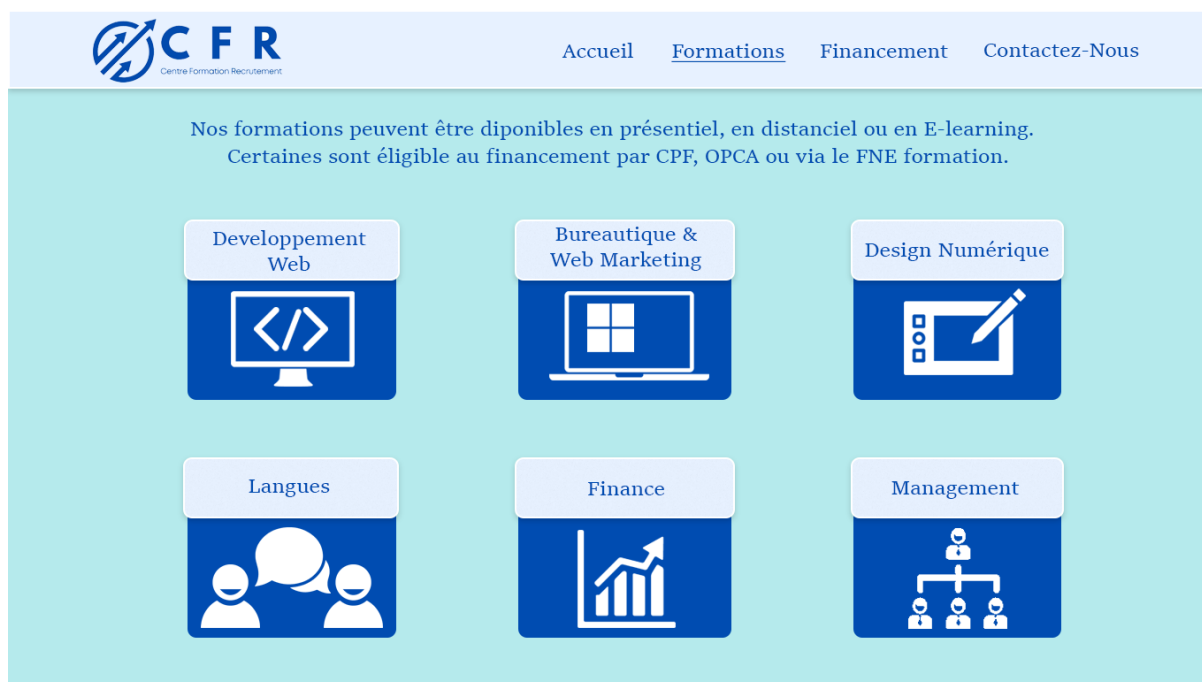 CFR
Centre Formation Recrutement
Accueil Formations Financement Contactez-Nous
Nos formations peuvent être diponibles en présentiel, en distanciel ou en E-learning.
Certaines sont éligible au financement par CPF, OPCA ou via le FNE formation.
Developpement
Web
Bureautique &
Web Marketing
Design Numérique
Langues
Finance
Management